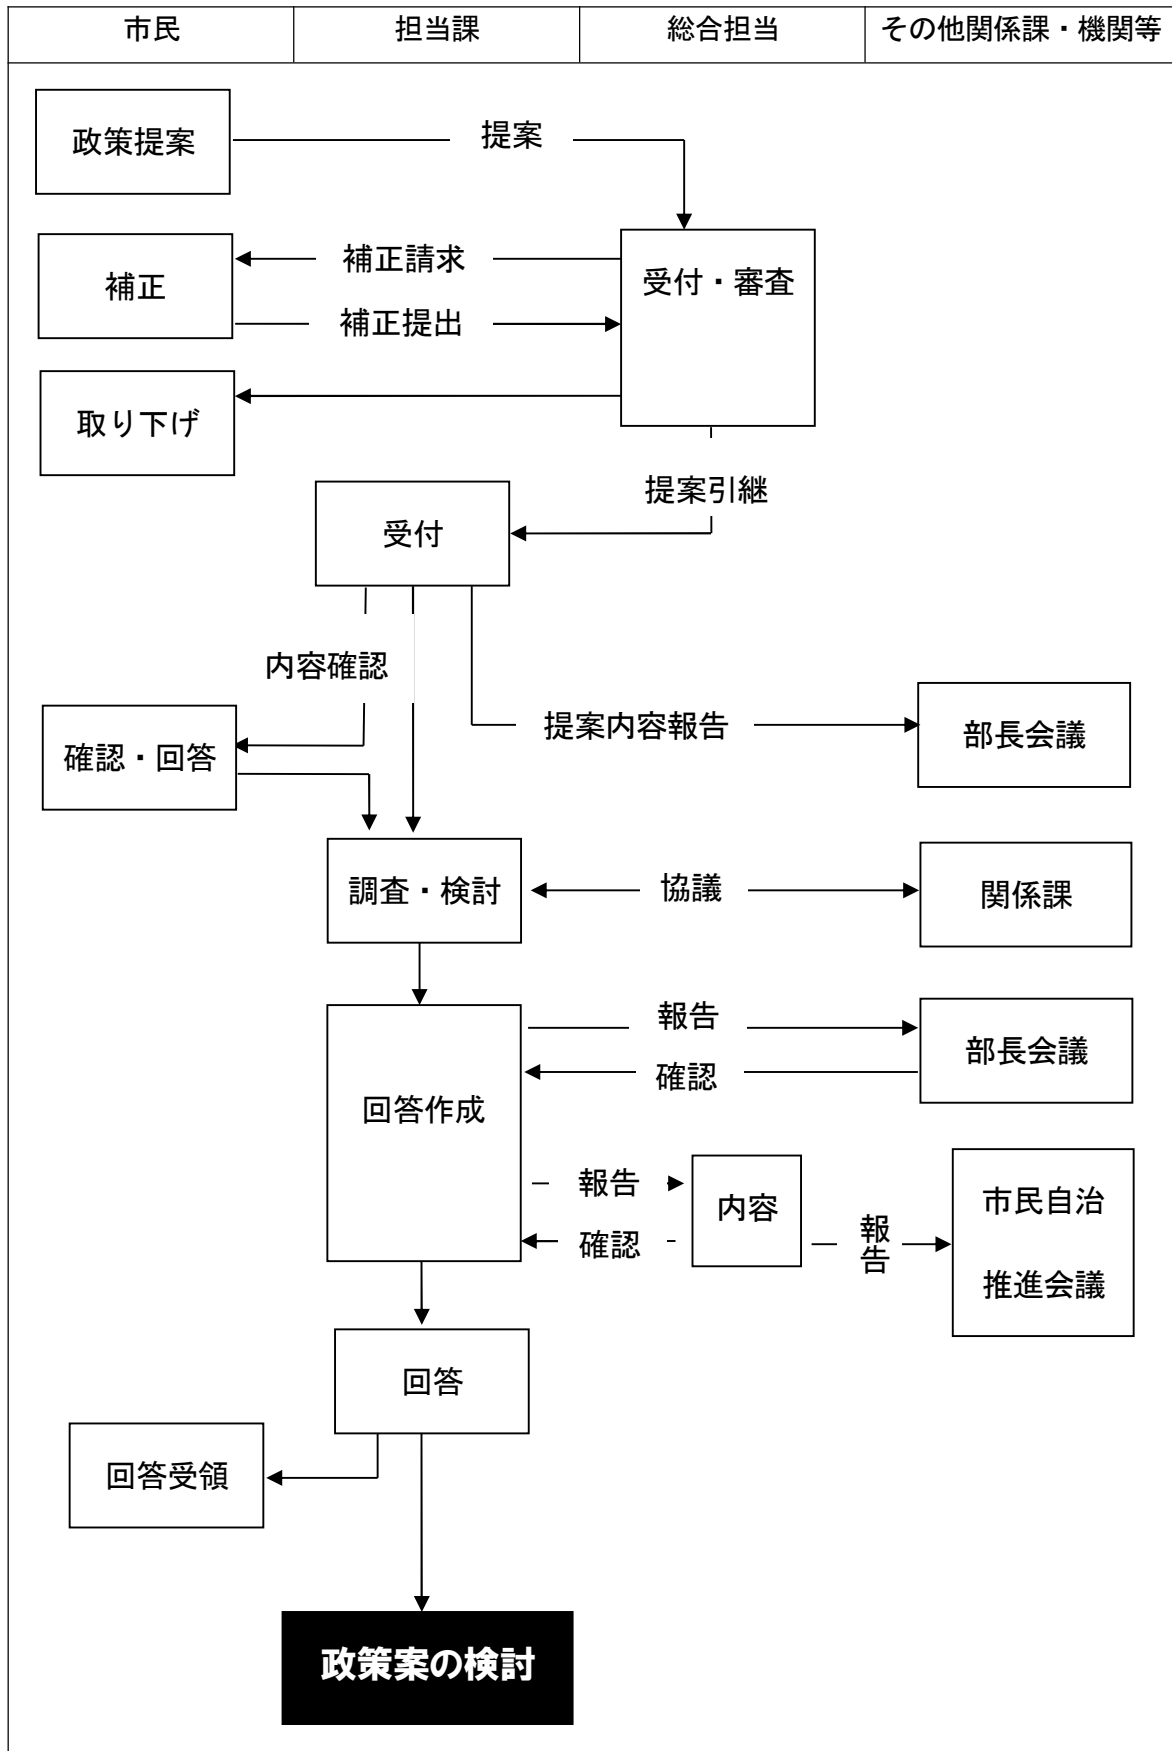 市民
担当課
総合担当
その他関係課・機関等
政策提案
提案
補正請求
受付・審査
補正
補正提出
取り下げ
提案引継
受付
内容確認
提案内容報告
部長会議
確認・回答
調査・検討
協議
関係課
報告
部長会議
確認
回答作成
報告
内容
市民自治
報告
確認
推進会議
回答
回答受領
政策案の検討